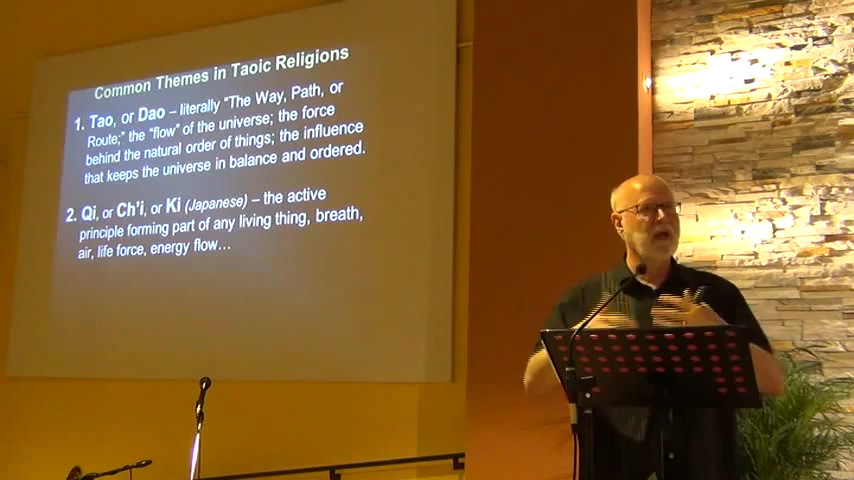 Common Themes in Taoic Religions
1. Tao, or Dao – literally “The Way, Path, or
Route;” the “flow” of the universe; the force
behind the natural order of things; the influence
that keeps the universe in balance and ordered.
2. Qi, or Ch’i, or Ki (Japanese) – the active
principle forming part of any living thing, breath,
air, life force, energy flow…